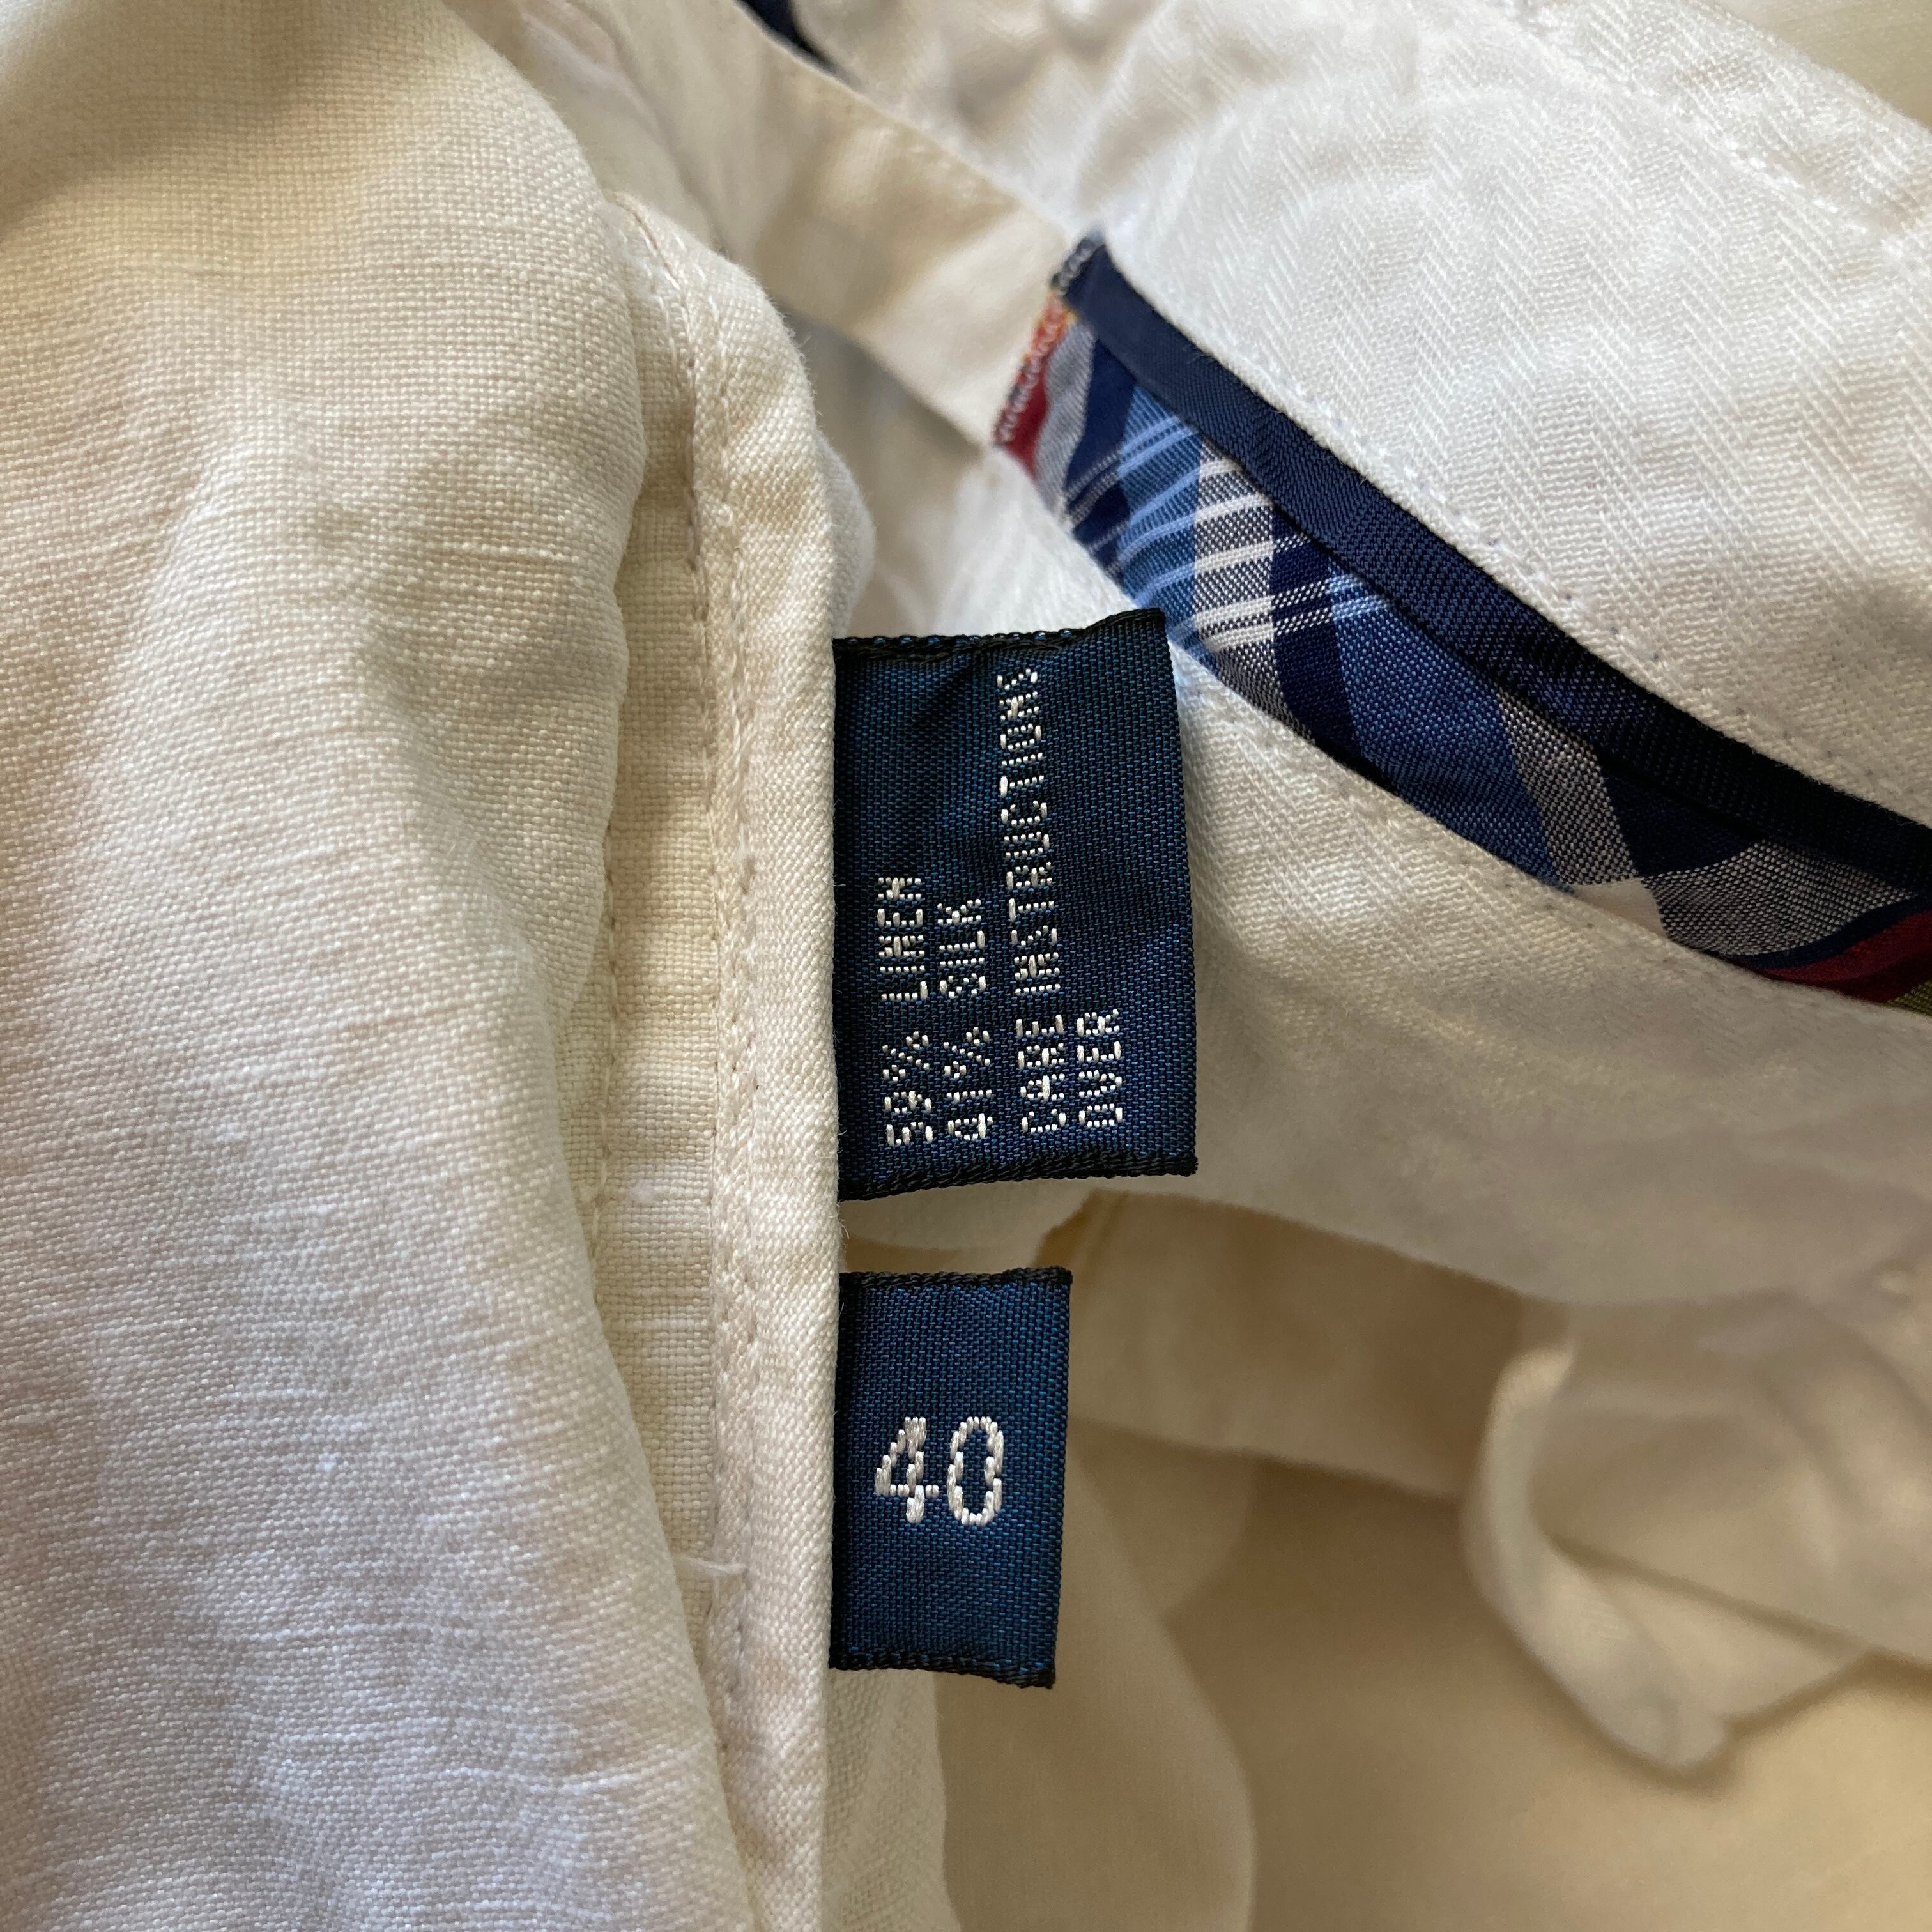 59% LINEN
41% SILK
CARE INSTRUCTIONS
OVER
40